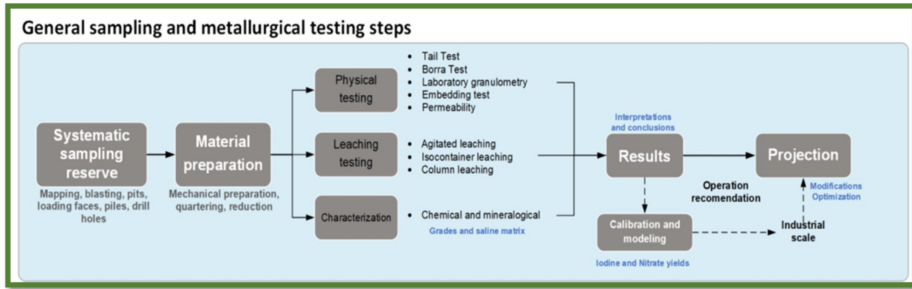 General sampling and metallurgical testing steps
Systematic
sampling
reserve
Mapping, blasting, pits,
loading faces, piles, drill
holes
Material
preparation
Mechanical preparation,
quartering, reduction
Physical
testing
• Tail Test
• Borra Test
• Laboratory granulometry
• Embedding test
• Permeability
Leaching
testing
• Agitated leaching
• Isocontainer leaching
• Column leaching
Characterization
• Chemical and mineralogical
Grades and saline matrix
Interpretations
and conclusions
Results
Operation
recomendation
Projection
Modifications
Optimization
Calibration and
modeling
Iodine and Nitrate yields
Industrial
scale